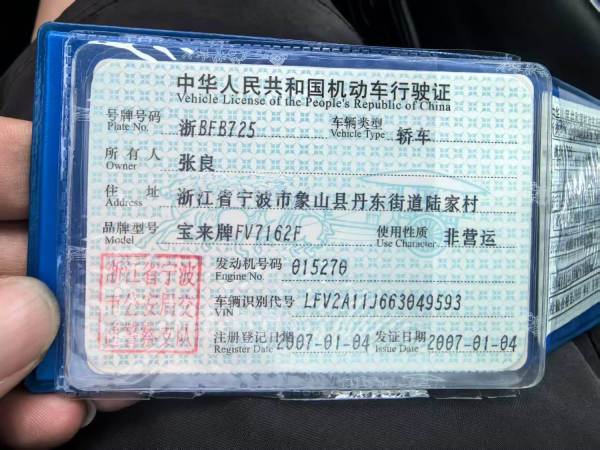 中华人民共和国机动车行驶证
Vehicle License of the People's Republic of China
号牌号码 浙BFB725 车辆类型 轿车
Plate No. Vehicle Type
所有人 张良
Owner
住址 浙江省宁波市象山县丹东街道陆家村
Address
品牌型号 宝来牌FV7162F 使用性质 非营运
Model Use Character
发动机号码 015270
Engine No.
车辆识别代号 LFV2A11J663049593
VIN
注册登记日期 2007-01-04 发证日期 2007-01-04
Register Date Issue Date
浙江省宁波
市公安局交
通警察支队